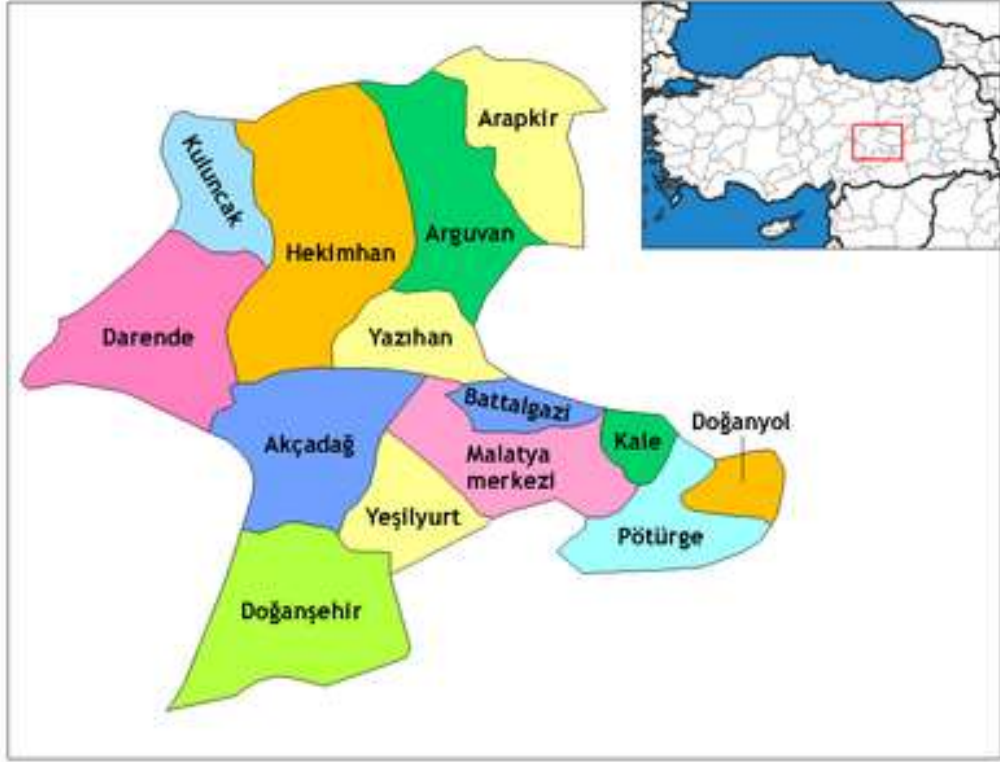 Arapkir
Kuluncak
Arguvan
Hekimhan
Darende
Yazıhan
Battalgazi
Doğanyol
Akçadağ
Kale
Malatya
merkezi
Yeşilyurt
Pötürge
Doğanşehir